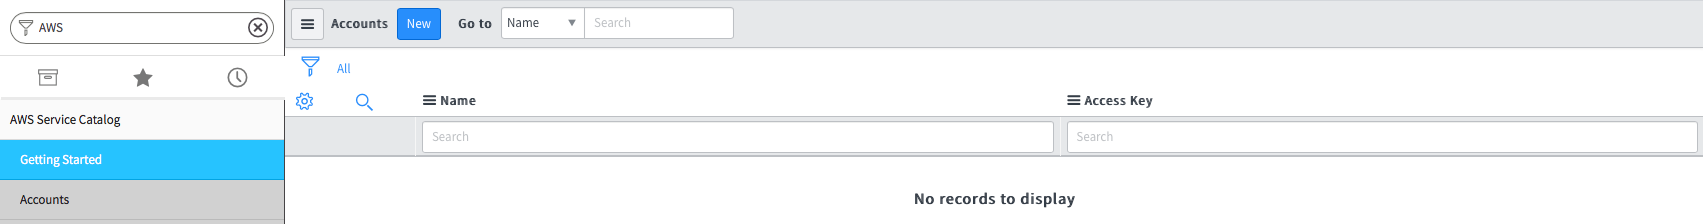 AWS
Accounts New Go to Name Search
All
Name Access Key
AWS Service Catalog
Search Search
Getting Started
Accounts
No records to display